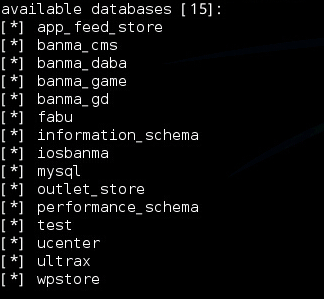 available databases [15]:
[*] app_feed_store
[*] banma_cms
[*] banma_daba
[*] banma_game
[*] banma_gd
[*] fabu
[*] information_schema
[*] iosbanma
[*] mysql
[*] outlet_store
[*] performance_schema
[*] test
[*] ucenter
[*] ultrax
[*] wpstore